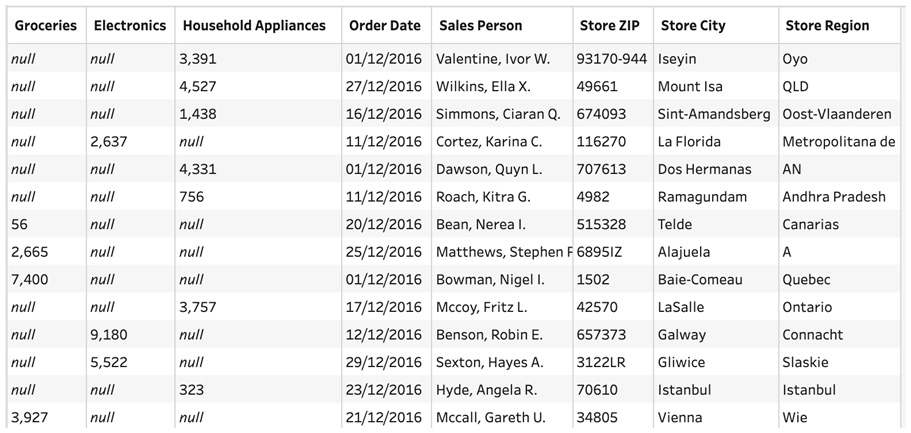 Groceries Electronics Household Appliances Order Date Sales Person Store ZIP Store City Store Region
null null 3,391 01/12/2016 Valentine, Ivor W. 93170-944 Iseyin Oyo
null null 4,527 27/12/2016 Wilkins, Ella X. 49661 Mount Isa QLD
null null 1,438 16/12/2016 Simmons, Ciaran Q. 674093 Sint-Amandsberg Oost-Vlaanderen
null 2,637 null 11/12/2016 Cortez, Karina C. 116270 La Florida Metropolitana de
null null 4,331 01/12/2016 Dawson, Quyn L. 707613 Dos Hermanas AN
null null 756 11/12/2016 Roach, Kitra G. 4982 Ramagundam Andhra Pradesh
56 null null 20/12/2016 Bean, Nerea I. 515328 Telde Canarias
2,665 null null 25/12/2016 Matthews, Stephen F 6895IZ Alajuela A
7,400 null null 01/12/2016 Bowman, Nigel I. 1502 Baie-Comeau Quebec
null null 3,757 17/12/2016 Mccoy, Fritz L. 42570 LaSalle Ontario
null 9,180 null 12/12/2016 Benson, Robin E. 657373 Galway Connacht
null 5,522 null 29/12/2016 Sexton, Hayes A. 3122LR Gliwice Slaskie
null null 323 23/12/2016 Hyde, Angela R. 70610 Istanbul Istanbul
3,927 null null 21/12/2016 Mccall, Gareth U. 34805 Vienna Wie